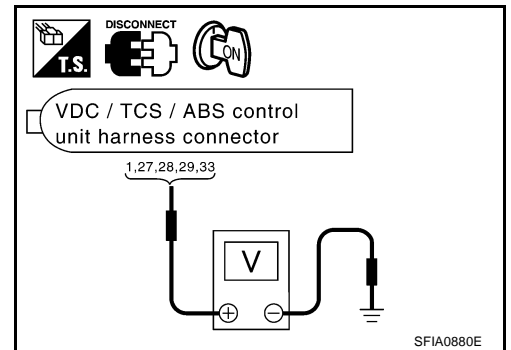 DISCONNECT
T.S.
ON
VDC / TCS / ABS control
unit harness connector
1,27,28,29,33
V
+ −
SFIA0880E